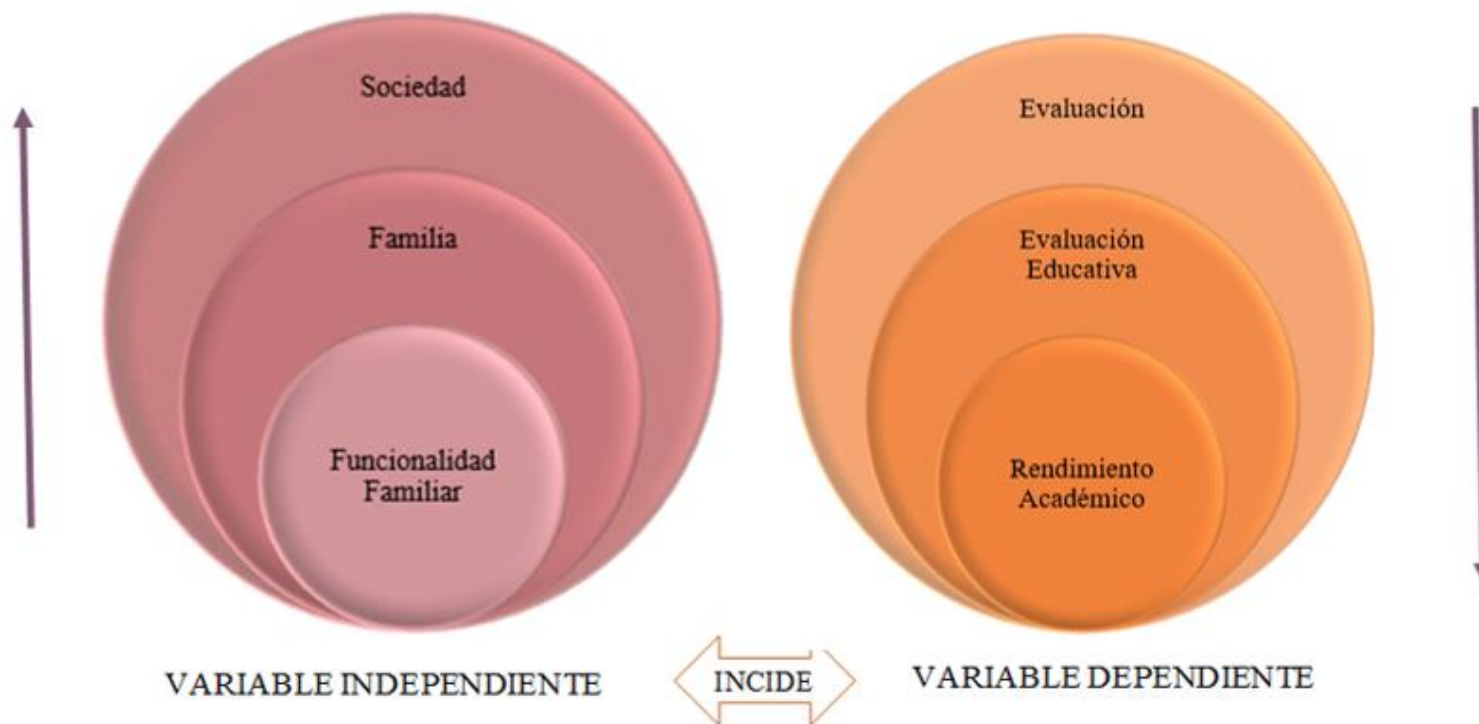 Sociedad
Familia
Funcionalidad
Familiar
Evaluación
Evaluación
Educativa
Rendimiento
Académico
VARIABLE INDEPENDIENTE
INCIDE
VARIABLE DEPENDIENTE